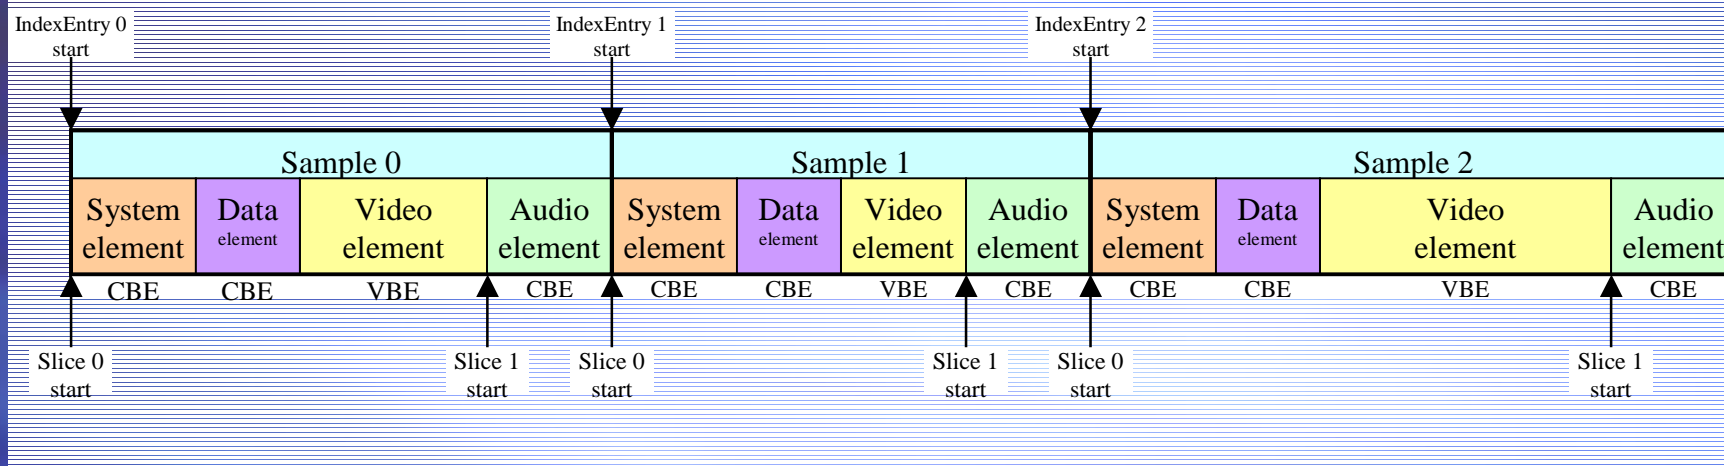 IndexEntry 0
start
IndexEntry 1
start
IndexEntry 2
start
Sample 0
Sample 1
Sample 2
System
element
Data
element
Video
element
Audio
element
System
element
Data
element
Video
element
Audio
element
System
element
Data
element
Video
element
Audio
element
CBE
CBE
VBE
CBE
CBE
CBE
VBE
CBE
CBE
CBE
VBE
CBE
Slice 0
start
Slice 1
start
Slice 0
start
Slice 1
start
Slice 0
start
Slice 1
start